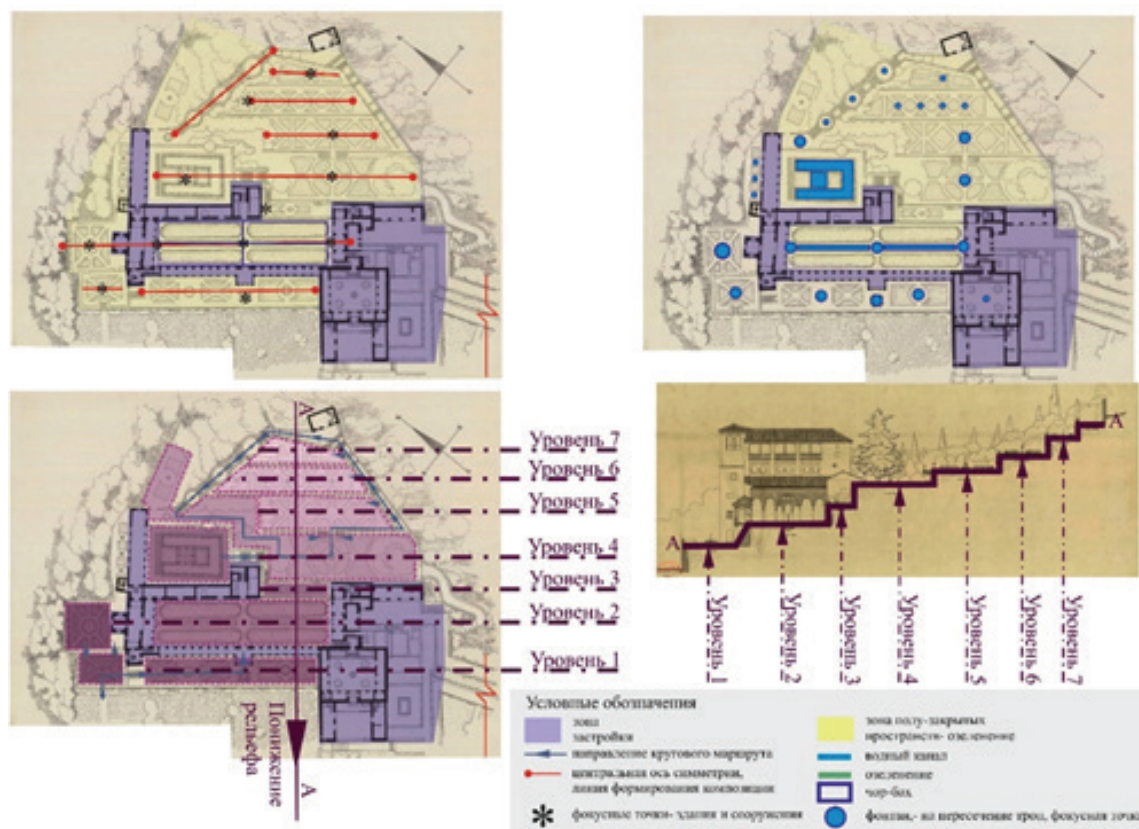 А
Уровень 7
Уровень 6
Уровень 5
Уровень 4
Уровень 3
Уровень 2
Уровень 1
Понижение
рельефа
А
А
А
Уровень 1
Уровень 2
Уровень 3
Уровень 4
Уровень 5
Уровень 6
Уровень 7
Условные обозначения
зона
застройки
направление кругового маршрута
центральная ось симметрии,
линия формирования композиции
фокусные точки- здания и сооружения
зона полу-закрытых
пространств- озеленение
водный канал
озеленение
чор-бах
фонтан,- на пересечение троп, фокусная точка